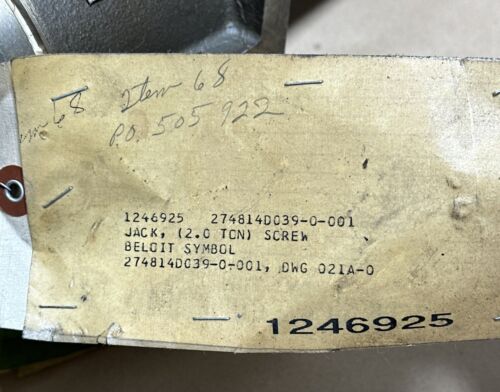 Item 68
P.O. 505922
68
1246925 274814D039-0-001
JACK, (2.0 TON) SCREW
BELOIT SYMBOL
274814D039-0-001, DWG 021A-0
1246925